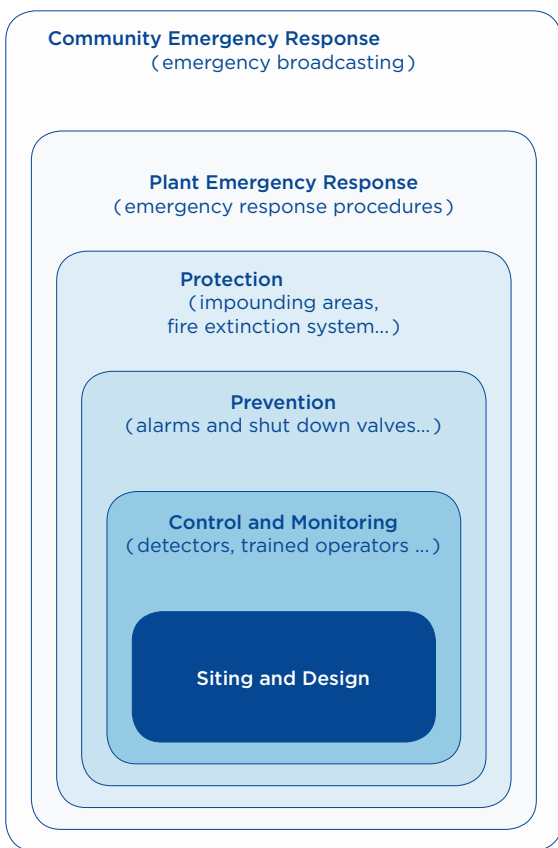 Community Emergency Response
(emergency broadcasting)
Plant Emergency Response
(emergency response procedures)
Protection
(impounding areas,
fire extinction system...)
Prevention
(alarms and shut down valves...)
Control and Monitoring
(detectors, trained operators ...)
Siting and Design